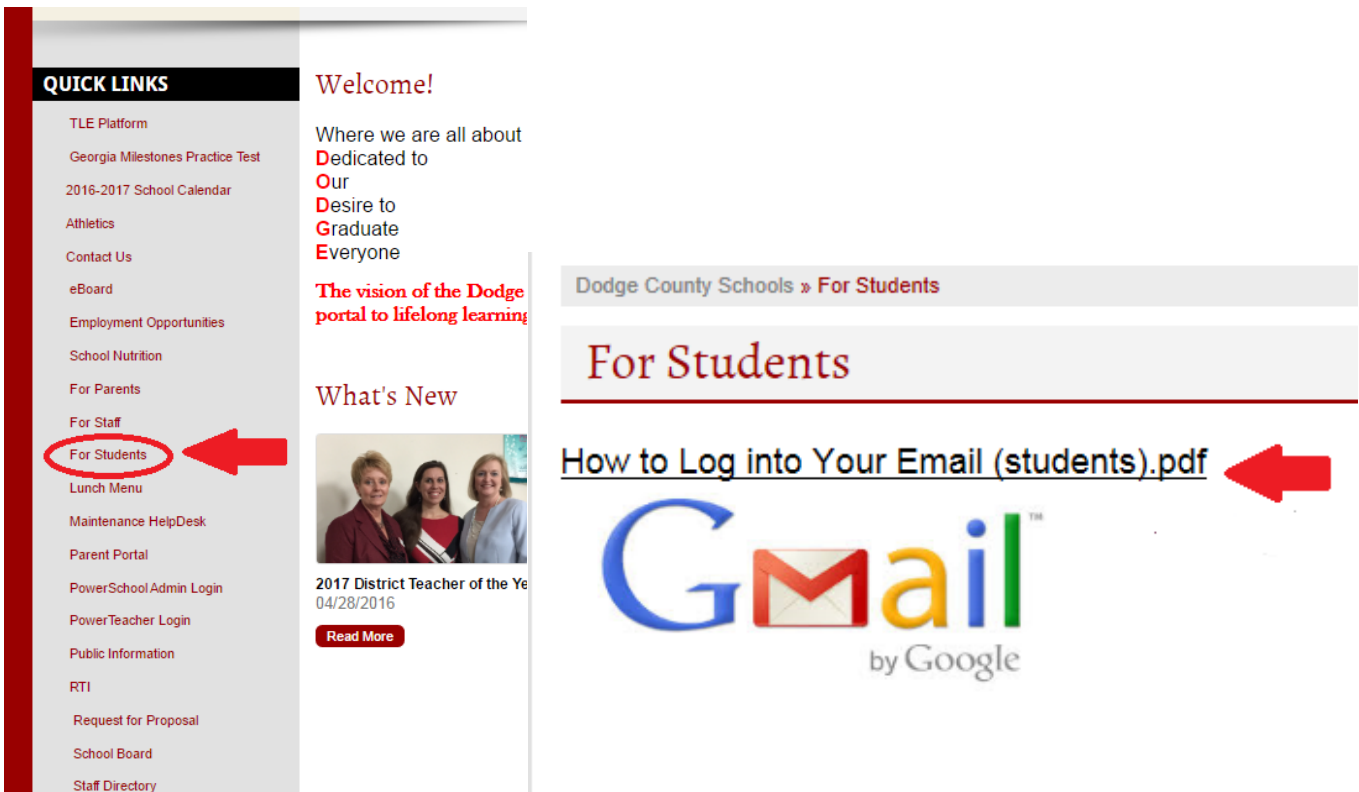 QUICK LINKS
TLE Platform
Georgia Milestones Practice Test
2016-2017 School Calendar
Athletics
Contact Us
eBoard
Employment Opportunities
School Nutrition
For Parents
For Staff
For Students
Lunch Menu
Maintenance HelpDesk
Parent Portal
PowerSchool Admin Login
PowerTeacher Login
Public Information
RTI
Request for Proposal
School Board
Staff Directory
Welcome!
Where we are all about
Dedicated to
Our
Desire to
Graduate
Everyone
The vision of the Dodge
portal to lifelong learning
What's New
2017 District Teacher of the Ye
04/28/2016
Read More
Dodge County Schools » For Students
For Students
How to Log into Your Email (students).pdf
Gmail™
by Google